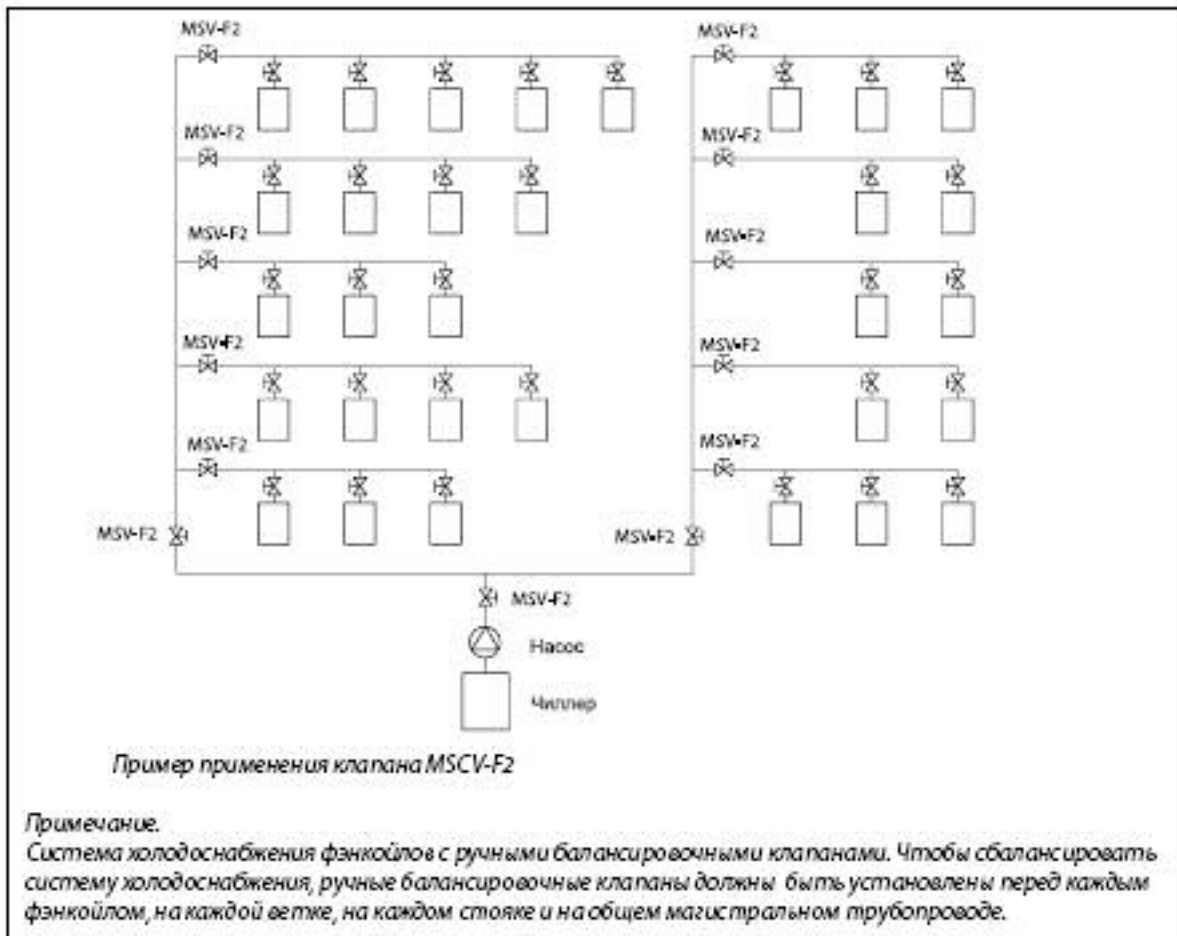 MSV-F2
MSV-F2
MSV-F2
MSV-F2
MSV-F2
MSV-F2
MSV-F2
MSV-F2
MSV-F2
MSV-F2
MSV-F2
MSV-F2
MSV-F2
Насос
Чиллер
Пример применения клапана MSCV-F2
Примечание.
Система холодоснабжения фэнкойлов с ручными балансировочными клапанами. Чтобы сбалансировать
систему холодоснабжения, ручные балансировочные клапаны должны быть установлены перед каждым
фэнкойлом, на каждой ветке, на каждом стояке и на общем магистральном трубопроводе.